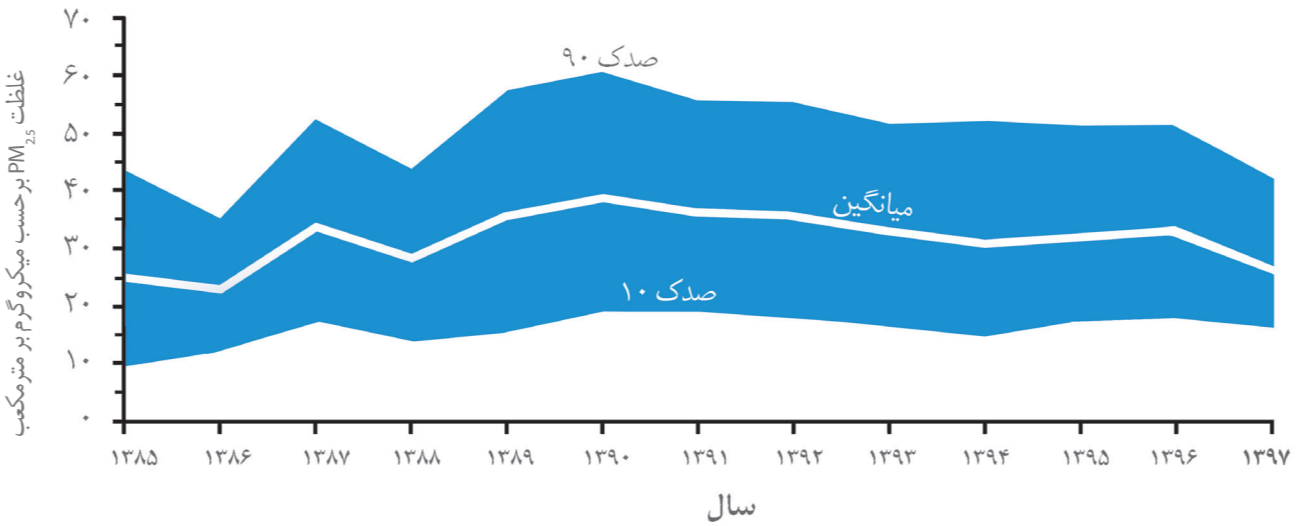 غلظت PM2.5 برحسب میکروگرم بر مترمکعب
۷۰
۶۰
۵۰
۴۰
۳۰
۲۰
۱۰
۰
صدک ۹۰
میانگین
صدک ۱۰
۱۳۸۵ ۱۳۸۶ ۱۳۸۷ ۱۳۸۸ ۱۳۸۹ ۱۳۹۰ ۱۳۹۱ ۱۳۹۲ ۱۳۹۳ ۱۳۹۴ ۱۳۹۵ ۱۳۹۶ ۱۳۹۷
سال